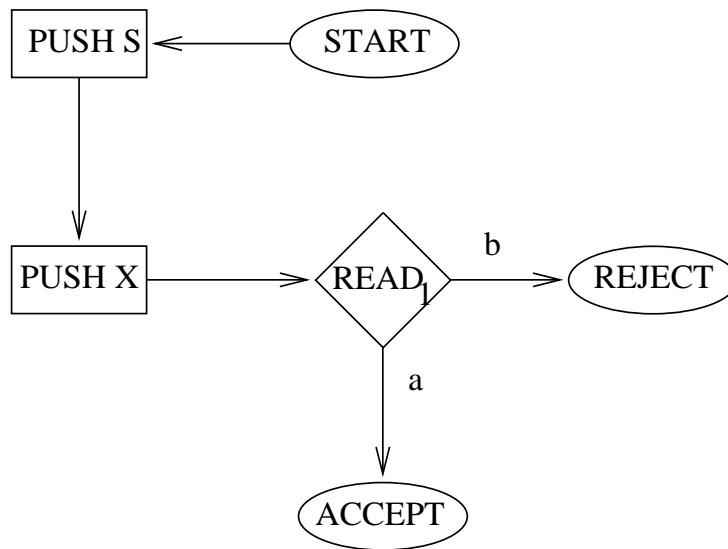 PUSH S
START
PUSH X
READ1
b
REJECT
a
ACCEPT